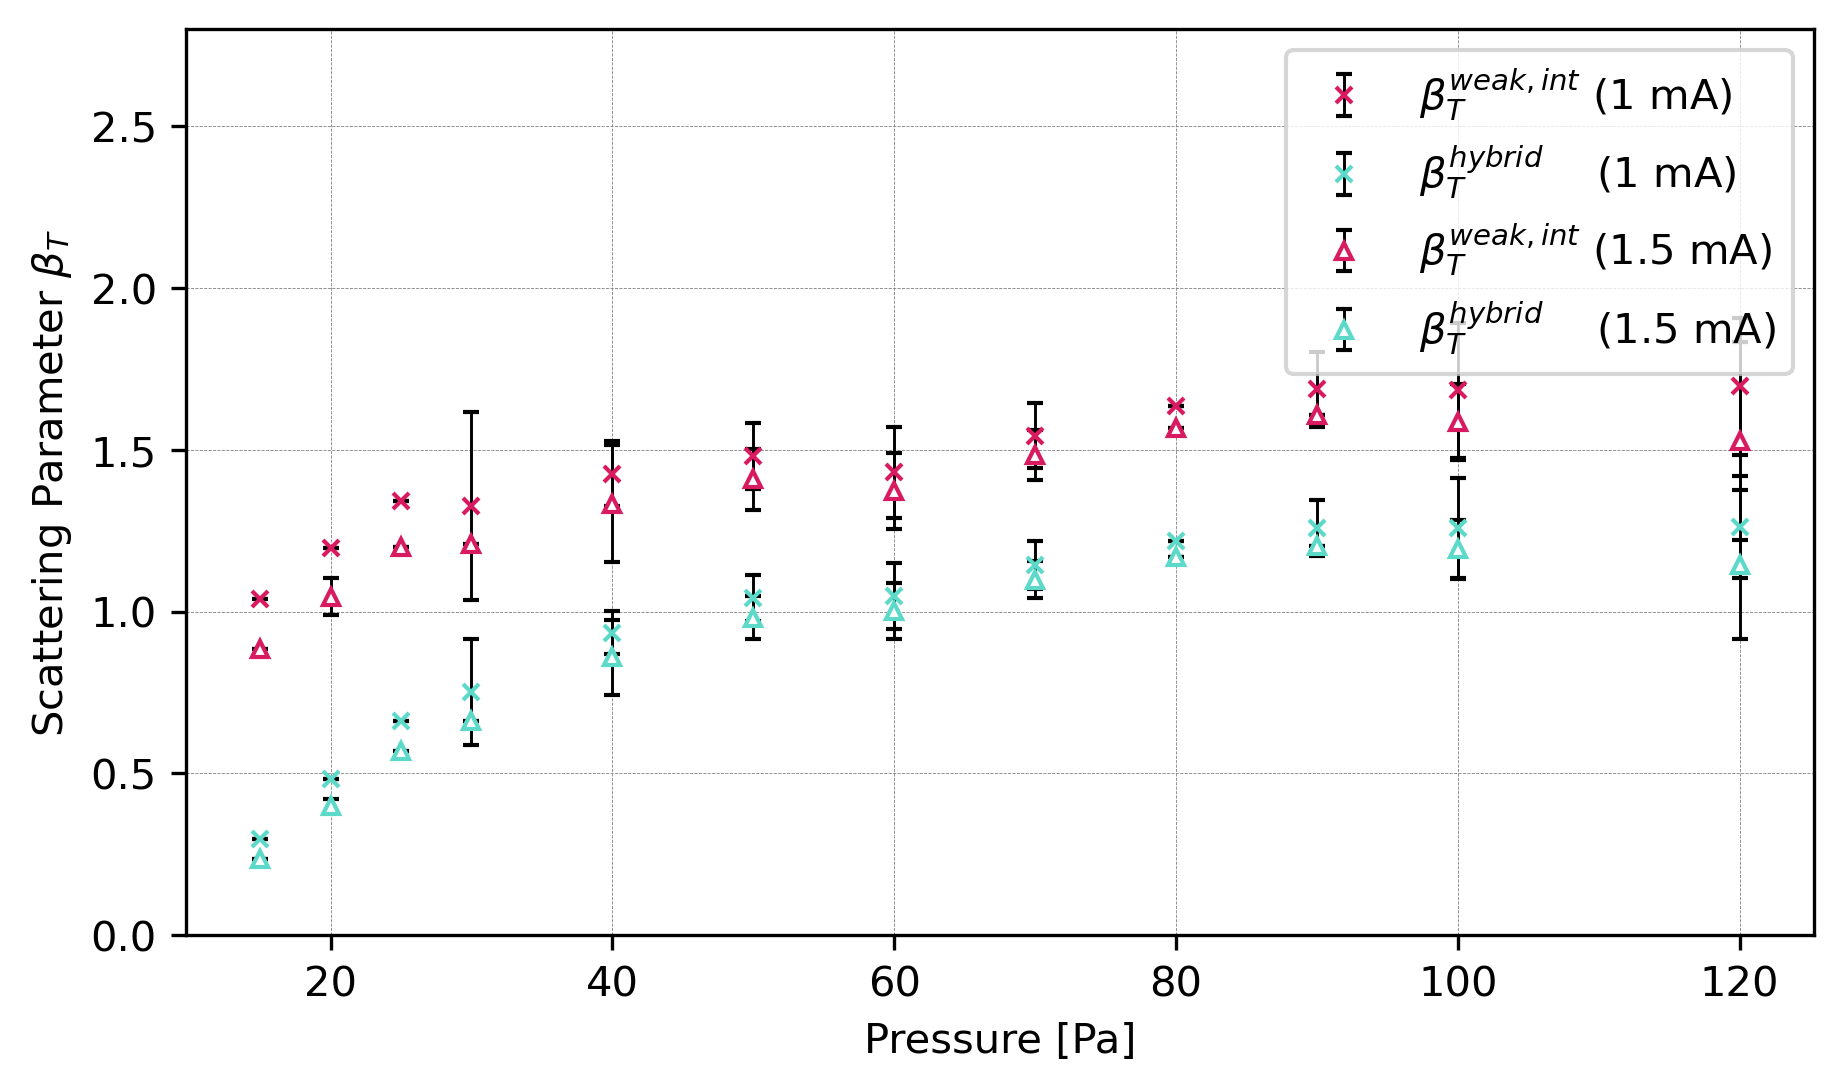 β_T^{weak,int} (1 mA)
β_T^{hybrid} (1 mA)
β_T^{weak,int} (1.5 mA)
β_T^{hybrid} (1.5 mA)
Scattering Parameter β_T
2.5
2.0
1.5
1.0
0.5
0.0
20 40 60 80 100 120
Pressure [Pa]